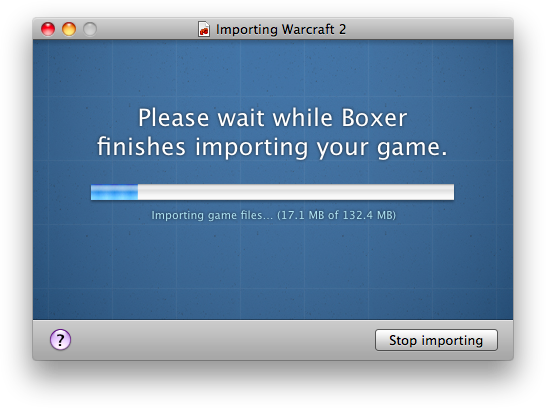 Importing Warcraft 2
Please wait while Boxer
finishes importing your game.
Importing game files... (17.1 MB of 132.4 MB)
?
Stop importing